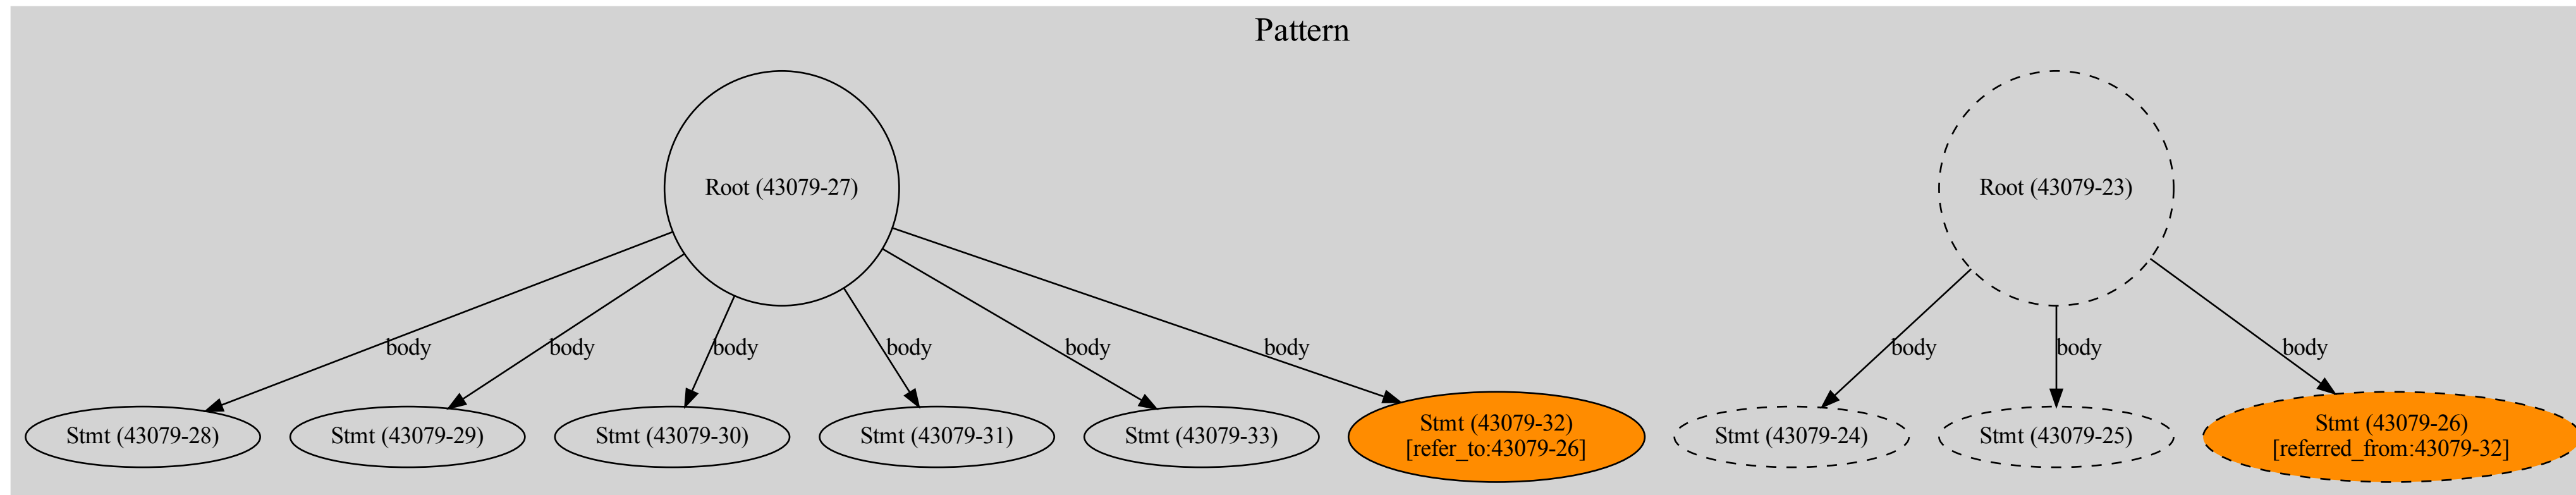 Pattern
Root (43079-27)
Root (43079-23)
body
body
body
body
body
body
body
body
body
Stmt (43079-28)
Stmt (43079-29)
Stmt (43079-30)
Stmt (43079-31)
Stmt (43079-33)
Stmt (43079-32)
[refer_to:43079-26]
Stmt (43079-24)
Stmt (43079-25)
Stmt (43079-26)
[referred_from:43079-32]